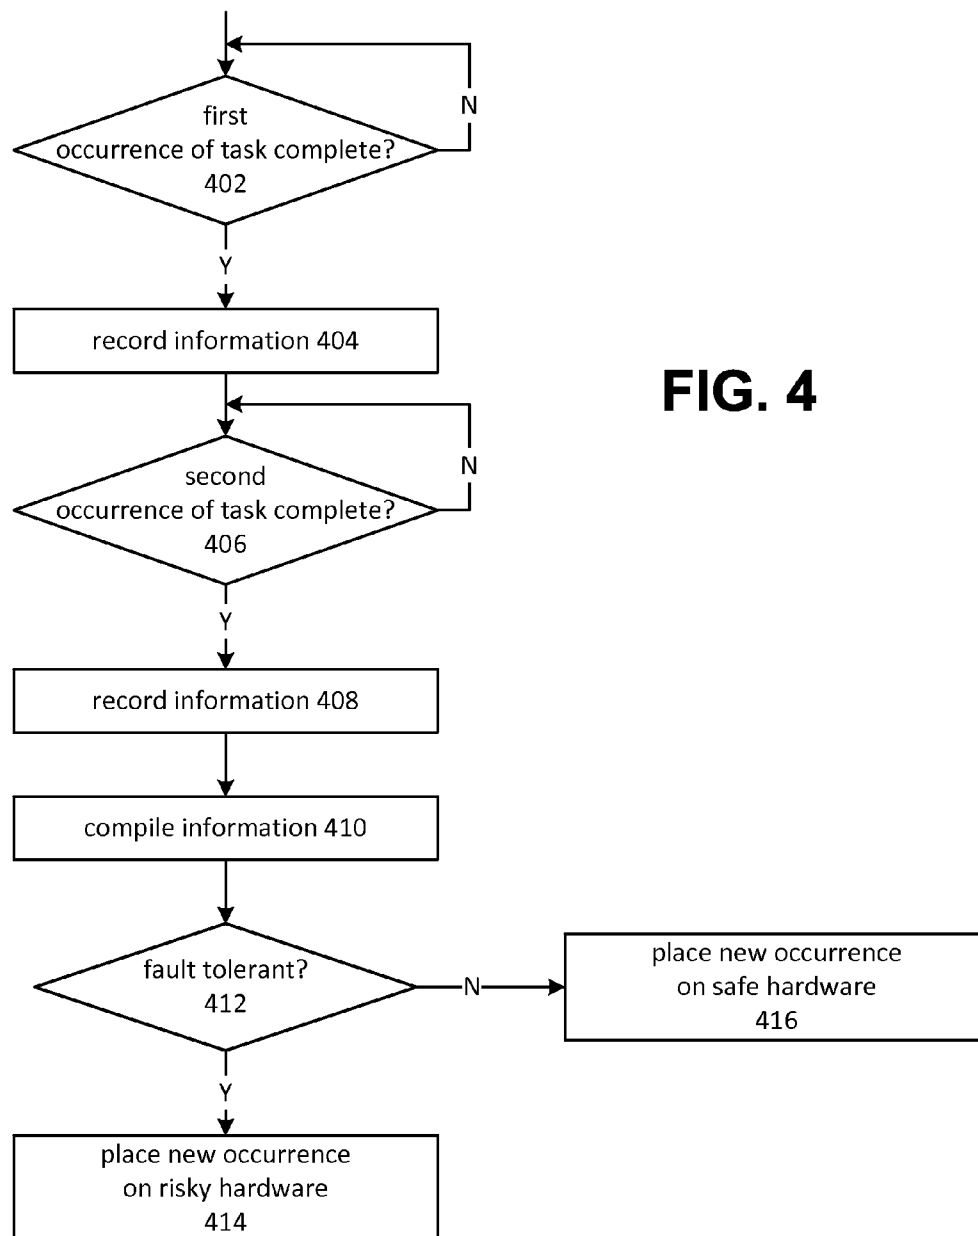 first
occurrence of task complete?
402
N
Y
record information 404
FIG. 4
second
occurrence of task complete?
406
N
Y
record information 408
compile information 410
fault tolerant?
412
N
place new occurrence
on safe hardware
416
Y
place new occurrence
on risky hardware
414